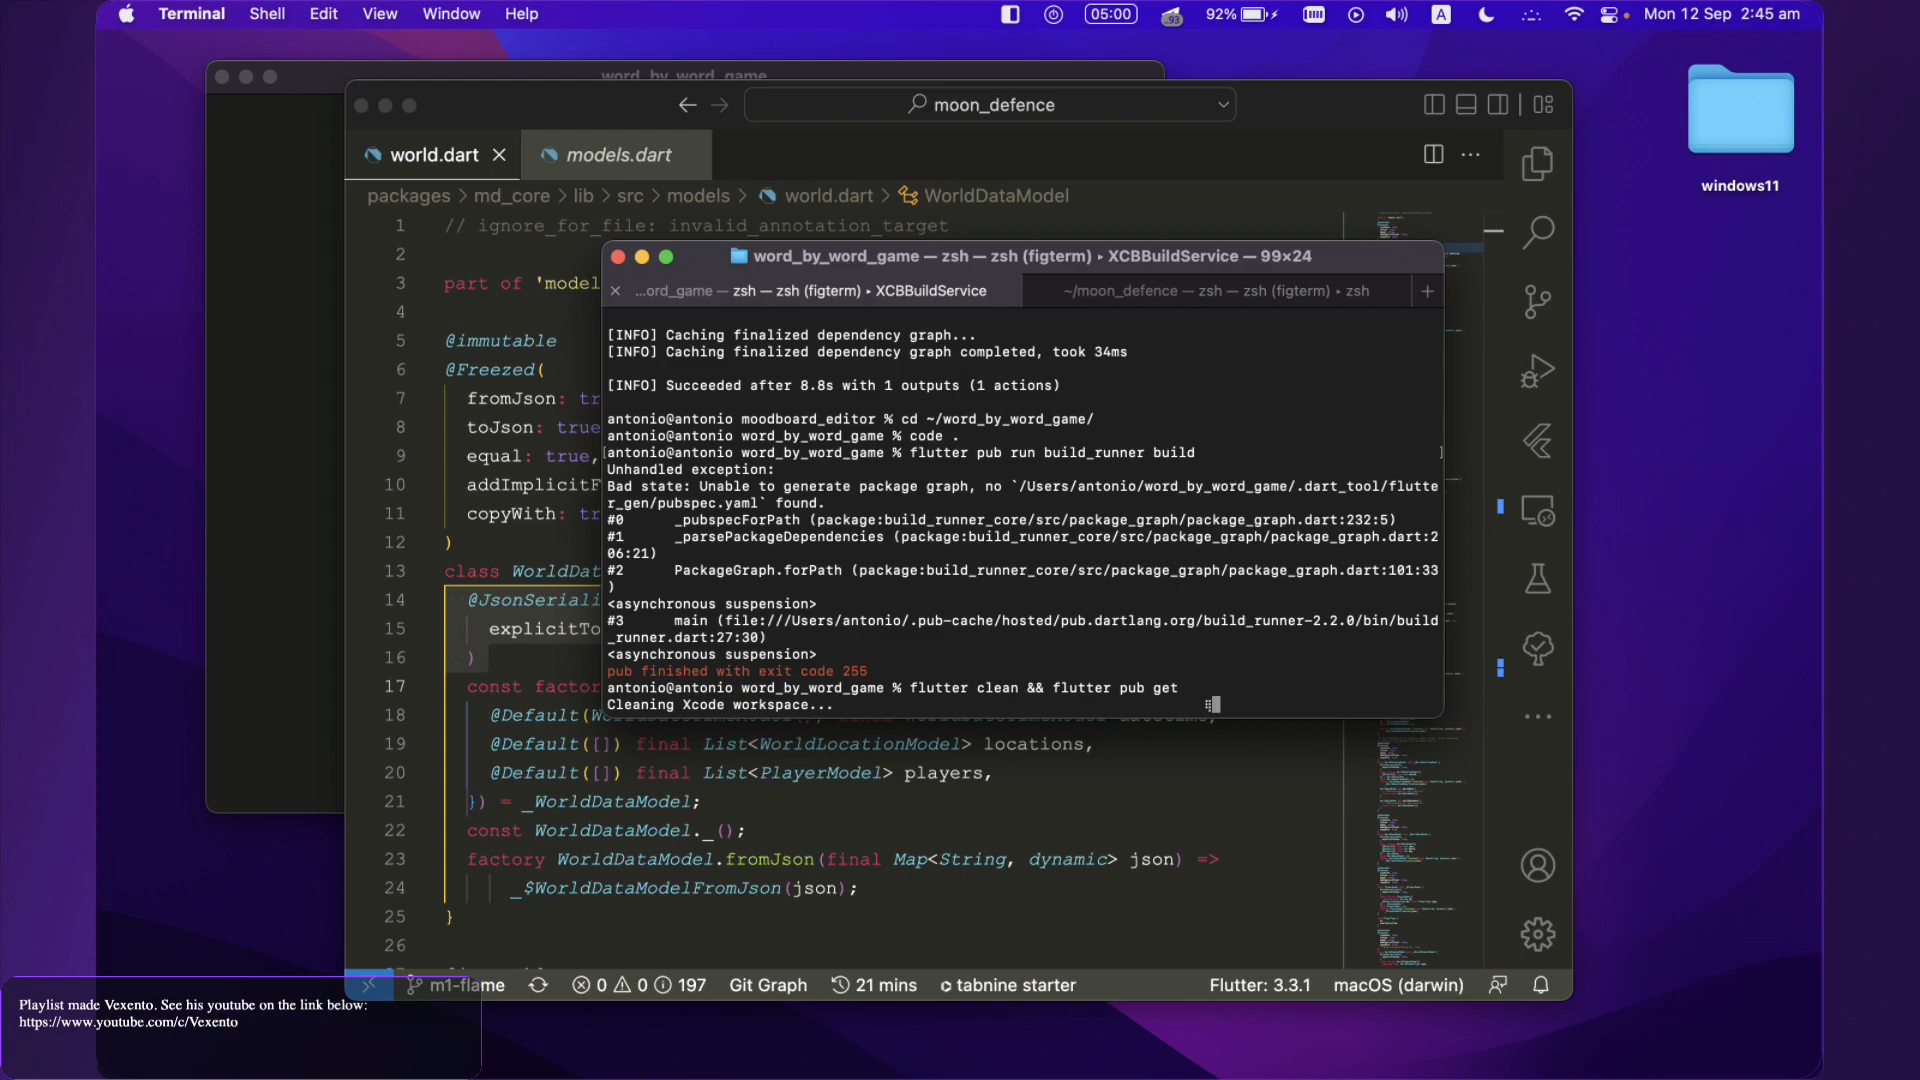 Terminal Shell Edit View Window Help 05:00 93 92% A Mon 12 Sep 2:45 am
word_by_word_game
moon_defence
windows11
world.dart models.dart
packages > md_core > lib > src > models > world.dart > WorldDataModel
1 // ignore_for_file: invalid_annotation_target
2
3 part of 'model
4
5 @immutable
6 @Freezed(
7 fromJson: tr
8 toJson: true
9 equal: true,
10 addImplicitF
11 copyWith: tr
12 )
13 class WorldDat
14 @JsonSeriali
15 explicitTo
16 )
17 const factor
18 @Default(W
19 @Default([]) final List<WorldLocationModel> locations,
20 @Default([]) final List<PlayerModel> players,
21 }) = _WorldDataModel;
22 const WorldDataModel._();
23 factory WorldDataModel.fromJson(final Map<String, dynamic> json) =>
24 _$WorldDataModelFromJson(json);
25 }
26
word_by_word_game — zsh — zsh (figterm) ▸ XCBBuildService — 99×24
...ord_game — zsh — zsh (figterm) ▸ XCBBuildService ~/moon_defence — zsh — zsh (figterm) ▸ zsh
[INFO] Caching finalized dependency graph...
[INFO] Caching finalized dependency graph completed, took 34ms
[INFO] Succeeded after 8.8s with 1 outputs (1 actions)
antonio@antonio moodboard_editor % cd ~/word_by_word_game/
antonio@antonio word_by_word_game % code .
[antonio@antonio word_by_word_game % flutter pub run build_runner build ]
Unhandled exception:
Bad state: Unable to generate package graph, no `/Users/antonio/word_by_word_game/.dart_tool/flutte
r_gen/pubspec.yaml` found.
#0 _pubspecForPath (package:build_runner_core/src/package_graph/package_graph.dart:232:5)
#1 _parsePackageDependencies (package:build_runner_core/src/package_graph/package_graph.dart:2
06:21)
#2 PackageGraph.forPath (package:build_runner_core/src/package_graph/package_graph.dart:101:33
)
<asynchronous suspension>
#3 main (file:///Users/antonio/.pub-cache/hosted/pub.dartlang.org/build_runner-2.2.0/bin/build
_runner.dart:27:30)
<asynchronous suspension>
pub finished with exit code 255
antonio@antonio word_by_word_game % flutter clean && flutter pub get
Cleaning Xcode workspace...
m1-flame 0 0 197 Git Graph 21 mins tabnine starter Flutter: 3.3.1 macOS (darwin)
Playlist made Vexento. See his youtube on the link below:
https://www.youtube.com/c/Vexento